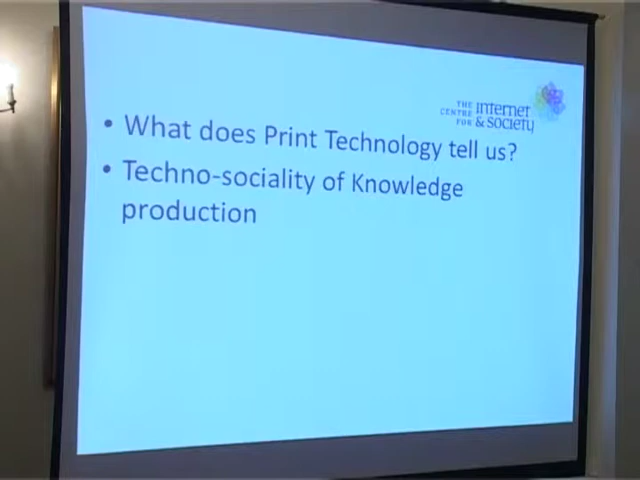 THE CENTRE FOR Internet & Society
• What does Print Technology tell us?
• Techno-sociality of Knowledge
production